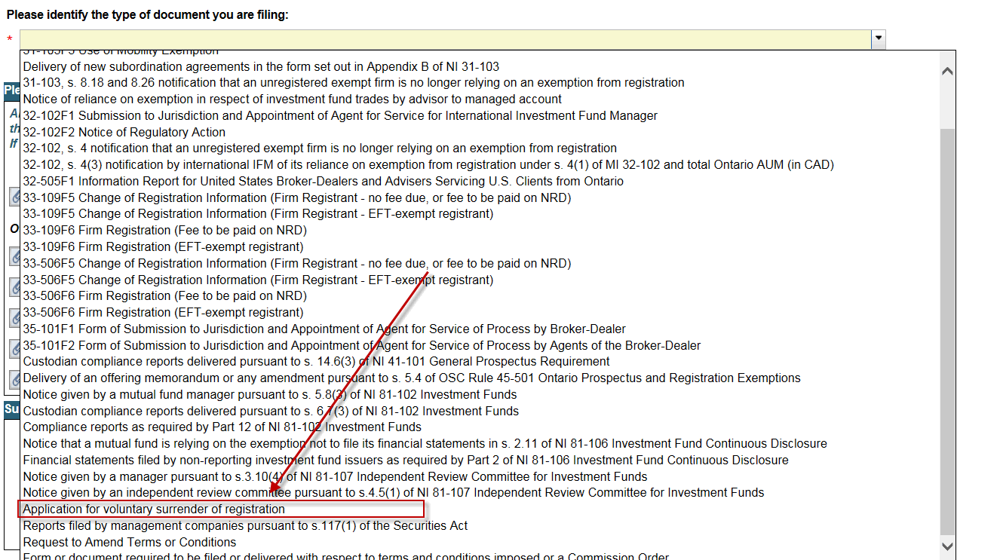 Please identify the type of document you are filing:
*
31-103F3 Use of Mobility Exemption
Delivery of new subordination agreements in the form set out in Appendix B of NI 31-103
31-103, s. 8.18 and 8.26 notification that an unregistered exempt firm is no longer relying on an exemption from registration
Ple
Notice of reliance on exemption in respect of investment fund trades by advisor to managed account
32-102F1 Submission to Jurisdiction and Appointment of Agent for Service for International Investment Fund Manager
th
32-102F2 Notice of Regulatory Action
If
32-102, s. 4 notification that an unregistered exempt firm is no longer relying on an exemption from registration
32-102, s. 4(3) notification by international IFM of its reliance on exemption from registration under s. 4(1) of MI 32-102 and total Ontario AUM (in CAD)
32-505F1 Information Report for United States Broker-Dealers and Advisers Servicing U.S. Clients from Ontario
33-109F5 Change of Registration Information (Firm Registrant - no fee due, or fee to be paid on NRD)
33-109F5 Change of Registration Information (Firm Registrant - EFT-exempt registrant)
O
33-109F6 Firm Registration (Fee to be paid on NRD)
33-109F6 Firm Registration (EFT-exempt registrant)
33-506F5 Change of Registration Information (Firm Registrant - no fee due, or fee to be paid on NRD)
33-506F5 Change of Registration Information (Firm Registrant - EFT-exempt registrant)
33-506F6 Firm Registration (Fee to be paid on NRD)
33-506F6 Firm Registration (EFT-exempt registrant)
35-101F1 Form of Submission to Jurisdiction and Appointment of Agent for Service of Process by Broker-Dealer
35-101F2 Form of Submission to Jurisdiction and Appointment of Agent for Service of Process by Agents of the Broker-Dealer
Custodian compliance reports delivered pursuant to s. 14.6(3) of NI 41-101 General Prospectus Requirement
Delivery of an offering memorandum or any amendment pursuant to s. 5.4 of OSC Rule 45-501 Ontario Prospectus and Registration Exemptions
Notice given by a mutual fund manager pursuant to s. 5.8(3) of NI 81-102 Investment Funds
Su
Custodian compliance reports delivered pursuant to s. 6.7(3) of NI 81-102 Investment Funds
Compliance reports as required by Part 12 of NI 81-102 Investment Funds
Notice that a mutual fund is relying on the exemption not to file its financial statements in s. 2.11 of NI 81-106 Investment Fund Continuous Disclosure
Financial statements filed by non-reporting investment fund issuers as required by Part 2 of NI 81-106 Investment Fund Continuous Disclosure
Notice given by a manager pursuant to s.3.10(4) of NI 81-107 Independent Review Committee for Investment Funds
Notice given by an independent review committee pursuant to s.4.5(1) of NI 81-107 Independent Review Committee for Investment Funds
Application for voluntary surrender of registration
Reports filed by management companies pursuant to s.117(1) of the Securities Act
Request to Amend Terms or Conditions
Form or document required to be filed or delivered with respect to terms and conditions imposed or a Commission Order